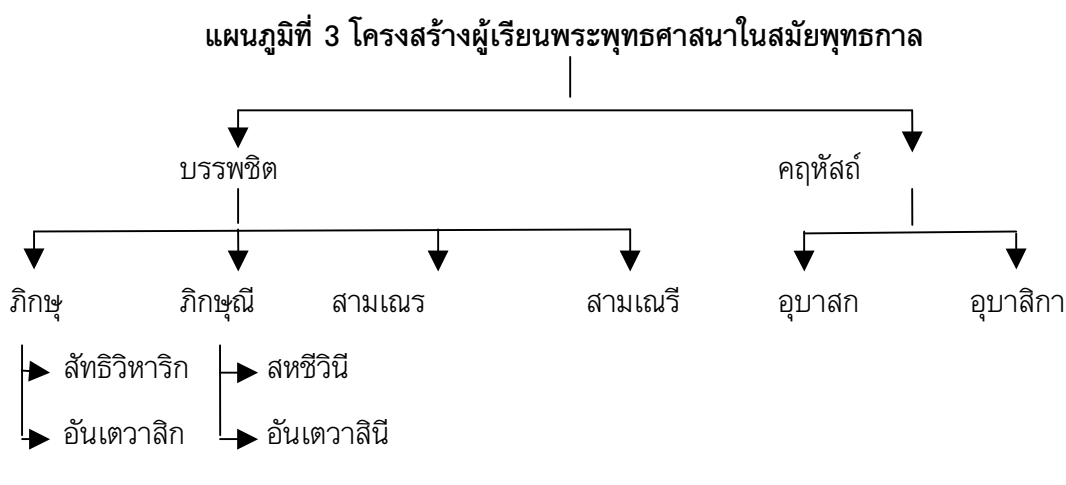 แผนภูมิที่ 3 โครงสร้างผู้เรียนพระพุทธศาสนาในสมัยพุทธกาล
บรรพชิต คฤหัสถ์
ภิกษุ ภิกษุณี สามเณร สามเณรี อุบาสก อุบาสิกา
สัทธิวิหาริก สหชีวินี
อันเตวาสิก อันเตวาสินี